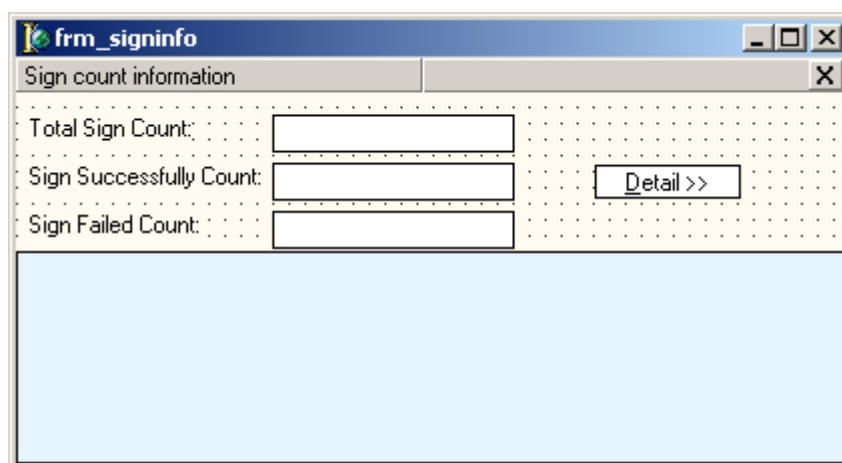 frm_signinfo
Sign count information
Total Sign Count:
Sign Successfully Count:
Detail >>
Sign Failed Count: